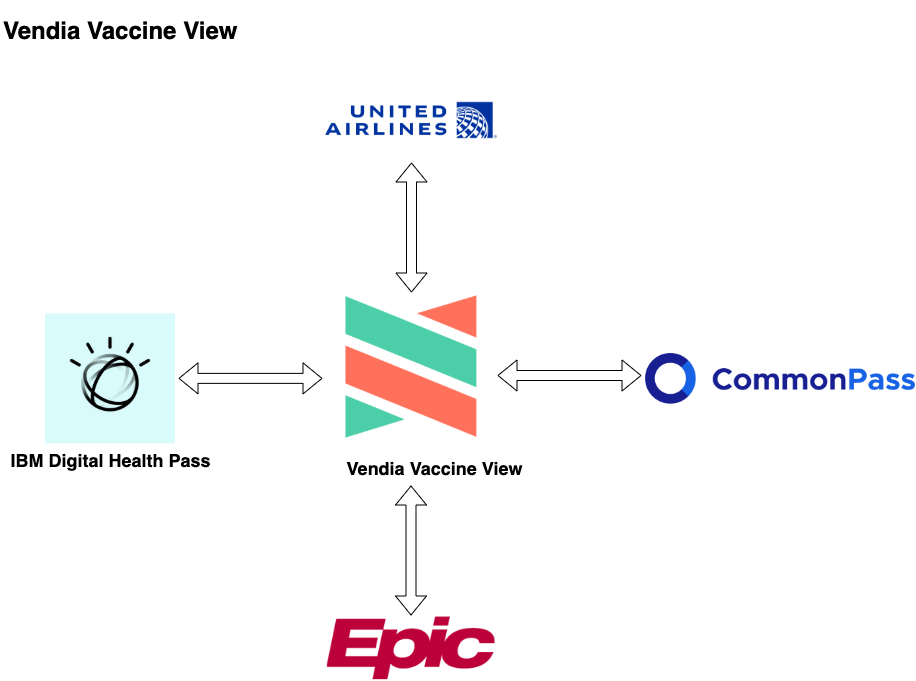 Vendia Vaccine View
UNITED
AIRLINES
IBM Digital Health Pass
CommonPass
Vendia Vaccine View
Epic